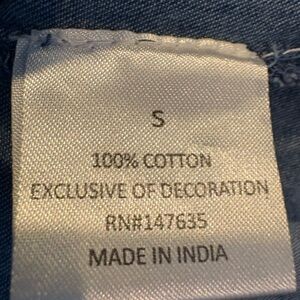 S
100% COTTON
EXCLUSIVE OF DECORATION
RN#147635
MADE IN INDIA